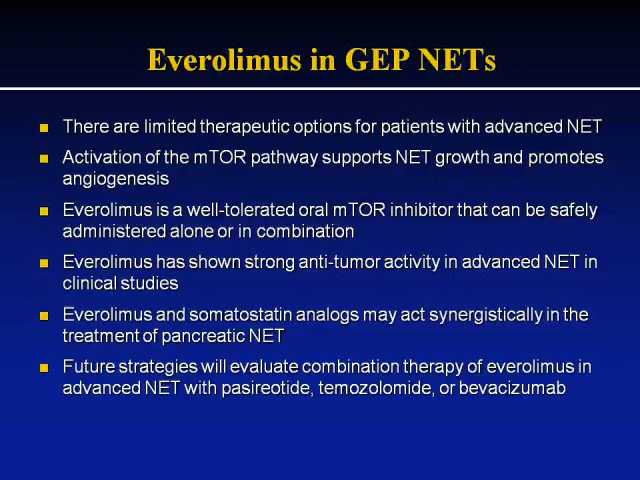 Everolimus in GEP NETs
There are limited therapeutic options for patients with advanced NET
Activation of the mTOR pathway supports NET growth and promotes
angiogenesis
Everolimus is a well-tolerated oral mTOR inhibitor that can be safely
administered alone or in combination
Everolimus has shown strong anti-tumor activity in advanced NET in
clinical studies
Everolimus and somatostatin analogs may act synergistically in the
treatment of pancreatic NET
Future strategies will evaluate combination therapy of everolimus in
advanced NET with pasireotide, temozolomide, or bevacizumab